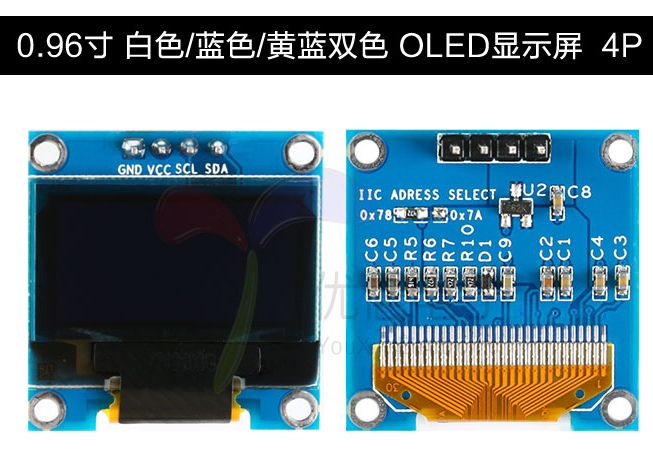 0.96寸 白色/蓝色/黄蓝双色 OLED显示屏 4P
GND VCC SCL SDA
IIC ADRESS SELECT
0x78 0x7A
U2 C8
C6 C5 R5 R6 R7 R10 D1 C9 C2 C1 C4 C3
30 1